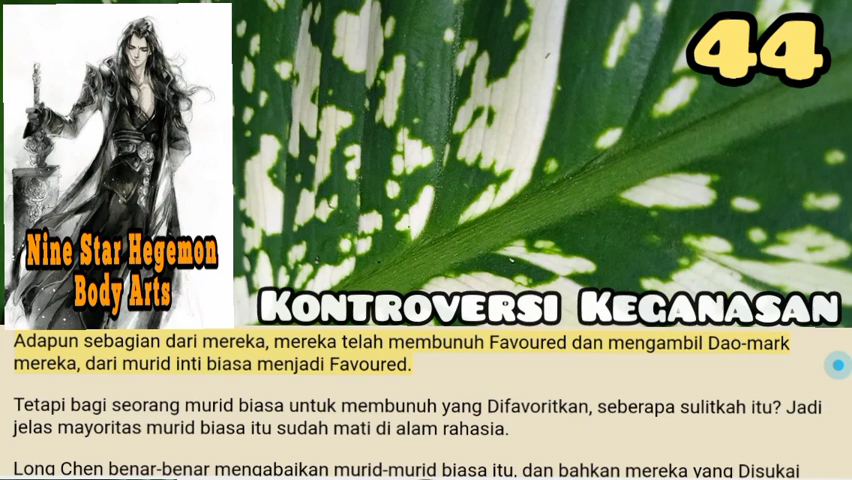 44
Nine Star Hegemon
Body Arts
Kontroversi Keganasan
Adapun sebagian dari mereka, mereka telah membunuh Favoured dan mengambil Dao-mark
mereka, dari murid inti biasa menjadi Favoured.
Tetapi bagi seorang murid biasa untuk membunuh yang Difavoritkan, seberapa sulitkah itu? Jadi
jelas mayoritas murid biasa itu sudah mati di alam rahasia.
Long Chen benar-benar mengabaikan murid-murid biasa itu, dan bahkan mereka yang Disukai